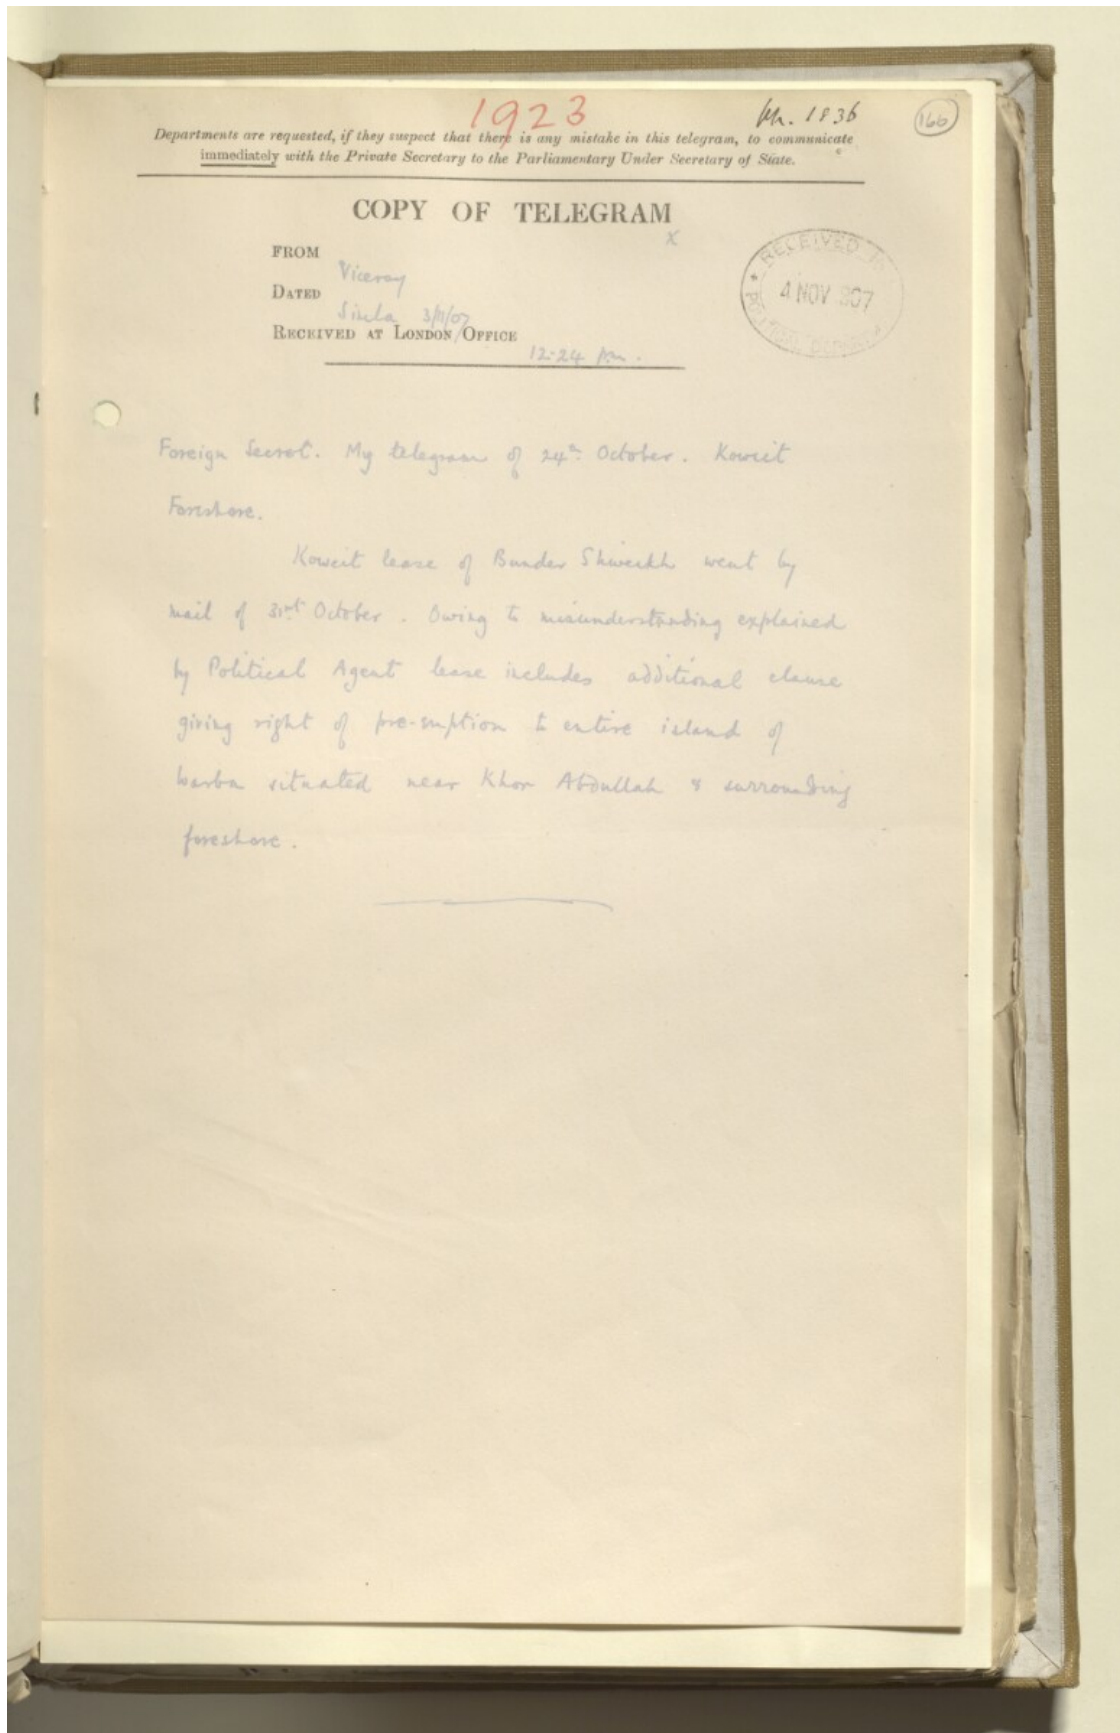 1923
1836
166
Departments are requested, if they suspect that there is any mistake in this telegram, to communicate
immediately with the Private Secretary to the Parliamentary Under Secretary of State.
COPY OF TELEGRAM
x
FROM
Viceroy
DATED
Simla 3/11/07
RECEIVED AT LONDON OFFICE
12.24 pm.
RECEIVED IN
4 NOV 1907
POLITICAL DEPARTMENT
Foreign Secret. My telegram of 24th October. Koweit
Foreshore.
Koweit lease of Bunder Shweikh went by
mail of 31st October. Owing to misunderstanding explained
by Political Agent lease includes additional clause
giving right of pre-emption to entire island of
Warba situated near Khor Abdullah & surrounding
foreshore.